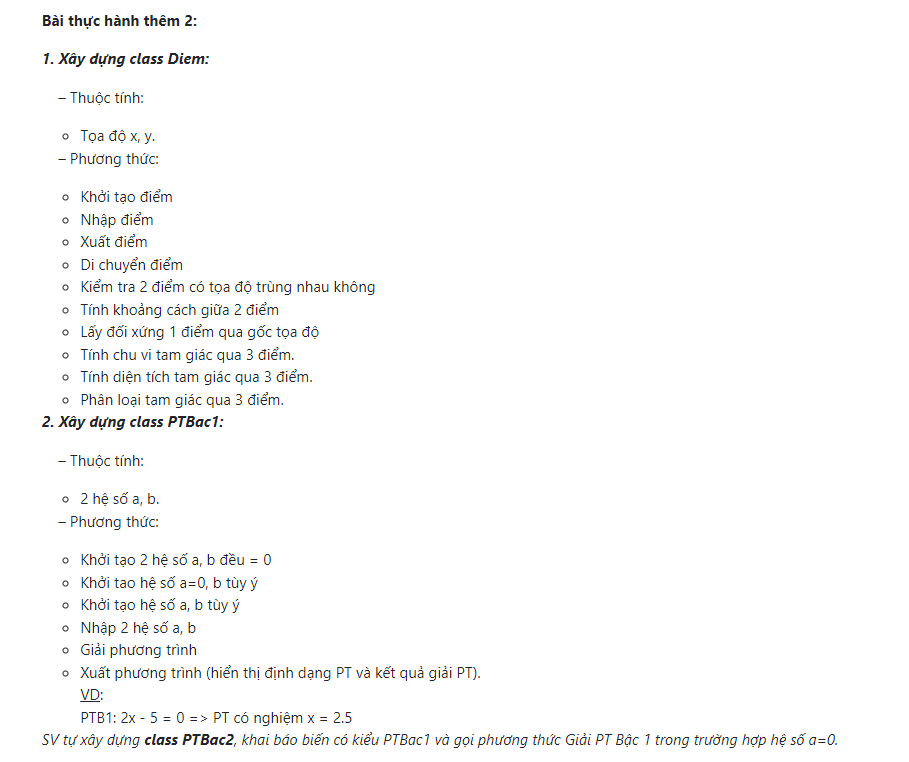 Bài thực hành thêm 2:
1. Xây dựng class Diem:
– Thuộc tính:
Tọa độ x, y.
– Phương thức:
Khởi tạo điểm
Nhập điểm
Xuất điểm
Di chuyển điểm
Kiểm tra 2 điểm có tọa độ trùng nhau không
Tính khoảng cách giữa 2 điểm
Lấy đối xứng 1 điểm qua gốc tọa độ
Tính chu vi tam giác qua 3 điểm.
Tính diện tích tam giác qua 3 điểm.
Phân loại tam giác qua 3 điểm.
2. Xây dựng class PTBac1:
– Thuộc tính:
2 hệ số a, b.
– Phương thức:
Khởi tạo 2 hệ số a, b đều = 0
Khởi tao hệ số a=0, b tùy ý
Khởi tạo hệ số a, b tùy ý
Nhập 2 hệ số a, b
Giải phương trình
Xuất phương trình (hiển thị định dạng PT và kết quả giải PT).
VD:
PTB1: 2x - 5 = 0 => PT có nghiệm x = 2.5
SV tự xây dựng class PTBac2, khai báo biến có kiểu PTBac1 và gọi phương thức Giải PT Bậc 1 trong trường hợp hệ số a=0.